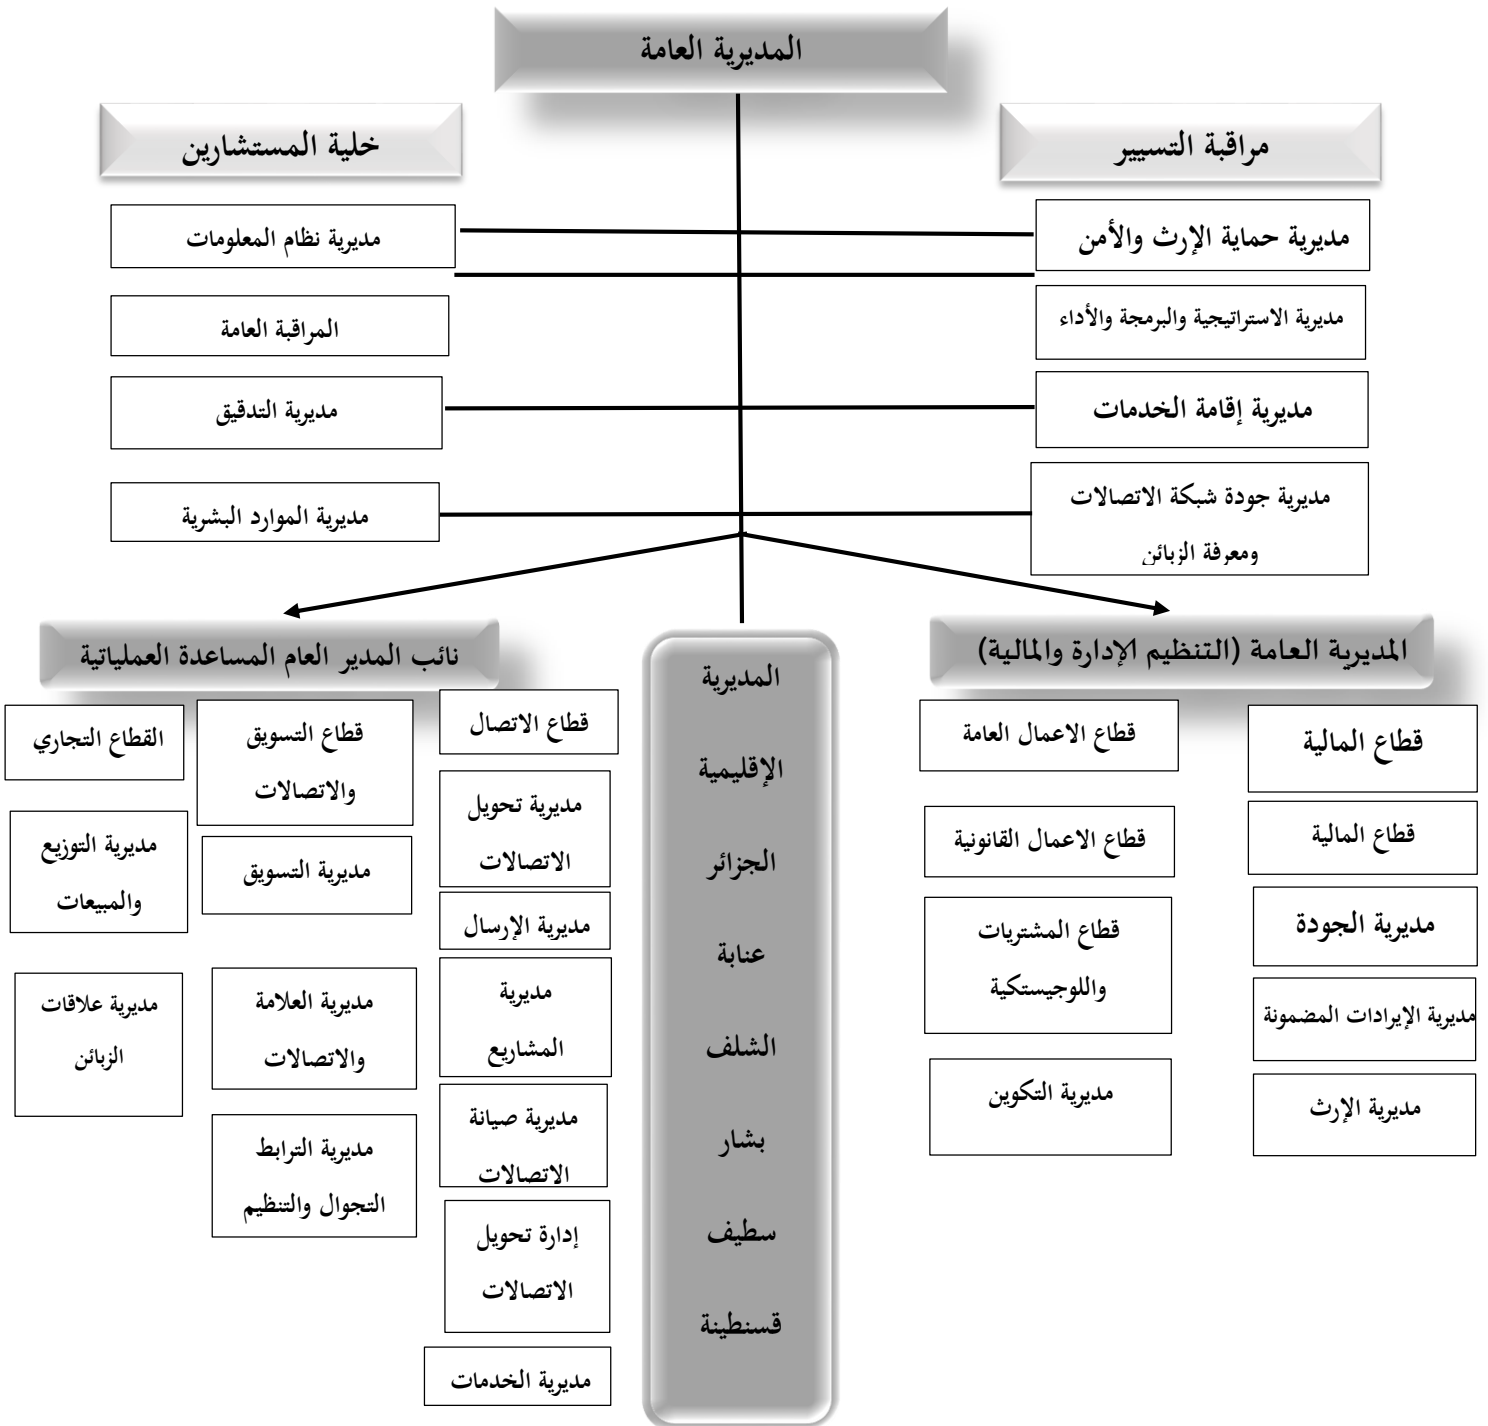 المديرية العامة
مراقبة التسيير
خلية المستشارين
مديرية حماية الإرث والأمن
مديرية نظام المعلومات
مديرية الاستراتيجية والبرمجة والأداء
المراقبة العامة
مديرية إقامة الخدمات
مديرية التدقيق
مديرية جودة شبكة الاتصالات
ومعرفة الزبائن
مديرية الموارد البشرية
المديرية العامة (التنظيم الإدارة والمالية)
قطاع المالية
قطاع المالية
مديرية الجودة
مديرية الإيرادات المضمونة
مديرية الإرث
قطاع الاعمال العامة
قطاع الاعمال القانونية
قطاع المشتريات
واللوجيستكية
مديرية التكوين
المديرية
الإقليمية
الجزائر
عنابة
الشلف
بشار
سطيف
قسنطينة
نائب المدير العام المساعدة العملياتية
قطاع الاتصال
مديرية تحويل
الاتصالات
مديرية الإرسال
مديرية
المشاريع
مديرية صيانة
الاتصالات
إدارة تحويل
الاتصالات
مديرية الخدمات
قطاع التسويق
والاتصالات
مديرية التسويق
مديرية العلامة
والاتصالات
مديرية الترابط
التجوال والتنظيم
القطاع التجاري
مديرية التوزيع
والمبيعات
مديرية علاقات
الزبائن